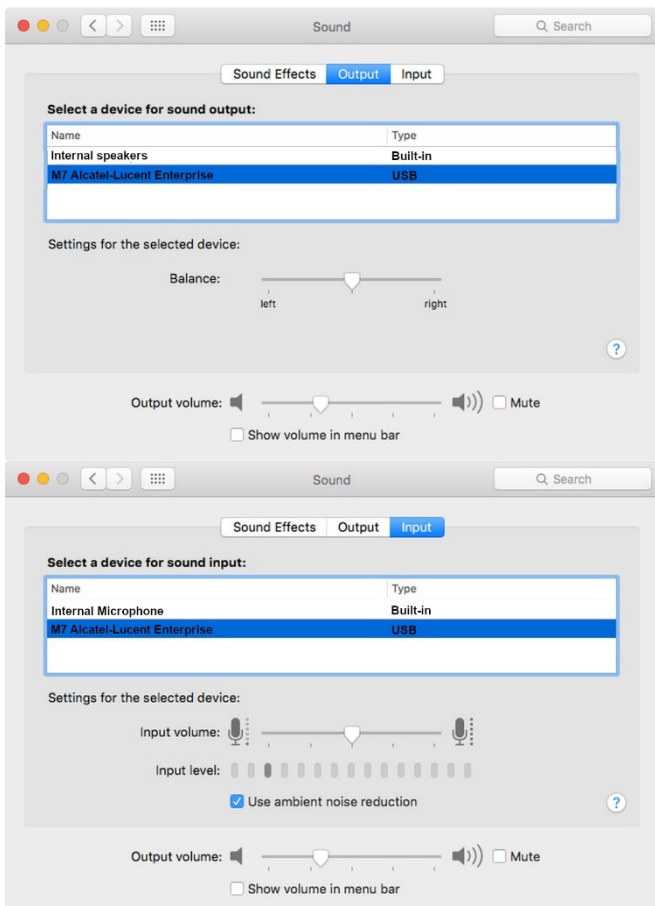 Sound
Search
Sound Effects Output Input
Select a device for sound output:
Name Type
Internal speakers Built-in
M7 Alcatel-Lucent Enterprise USB
Settings for the selected device:
Balance:
left right
?
Output volume: Mute
Show volume in menu bar
Sound
Search
Sound Effects Output Input
Select a device for sound input:
Name Type
Internal Microphone Built-in
M7 Alcatel-Lucent Enterprise USB
Settings for the selected device:
Input volume:
Input level:
Use ambient noise reduction
?
Output volume: Mute
Show volume in menu bar